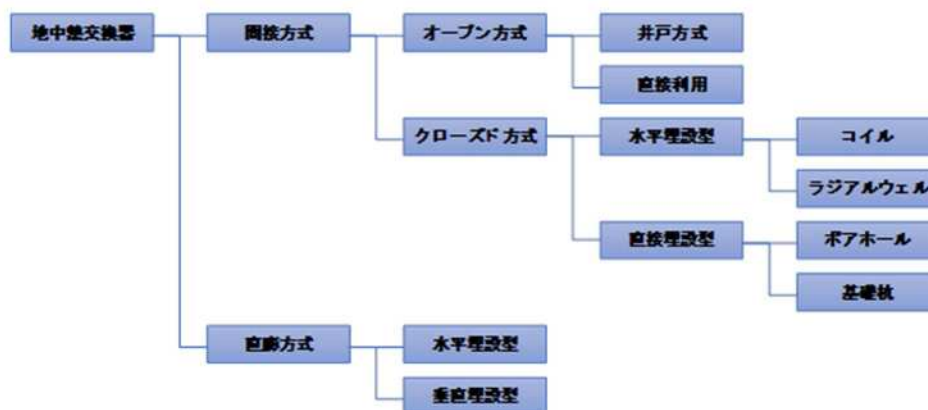 地中熱交換器
間接方式
オープン方式
井戸方式
直接利用
クローズド方式
水平埋設型
コイル
ラジアルウェル
直接埋設型
ボアホール
基礎杭
直膨方式
水平埋設型
垂直埋設型